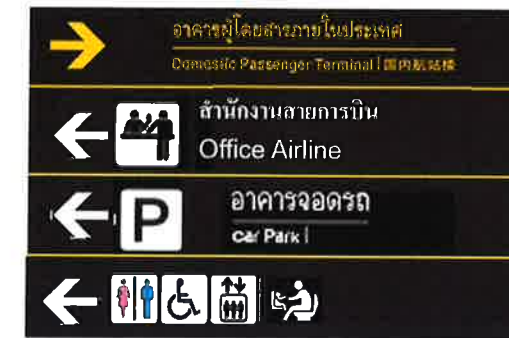 อาคารผู้โดยสารภายในประเทศ
Domestic Passenger Terminal | 国内航站楼
สำนักงานสายการบิน
Office Airline
อาคารจอดรถ
P
Car Park |